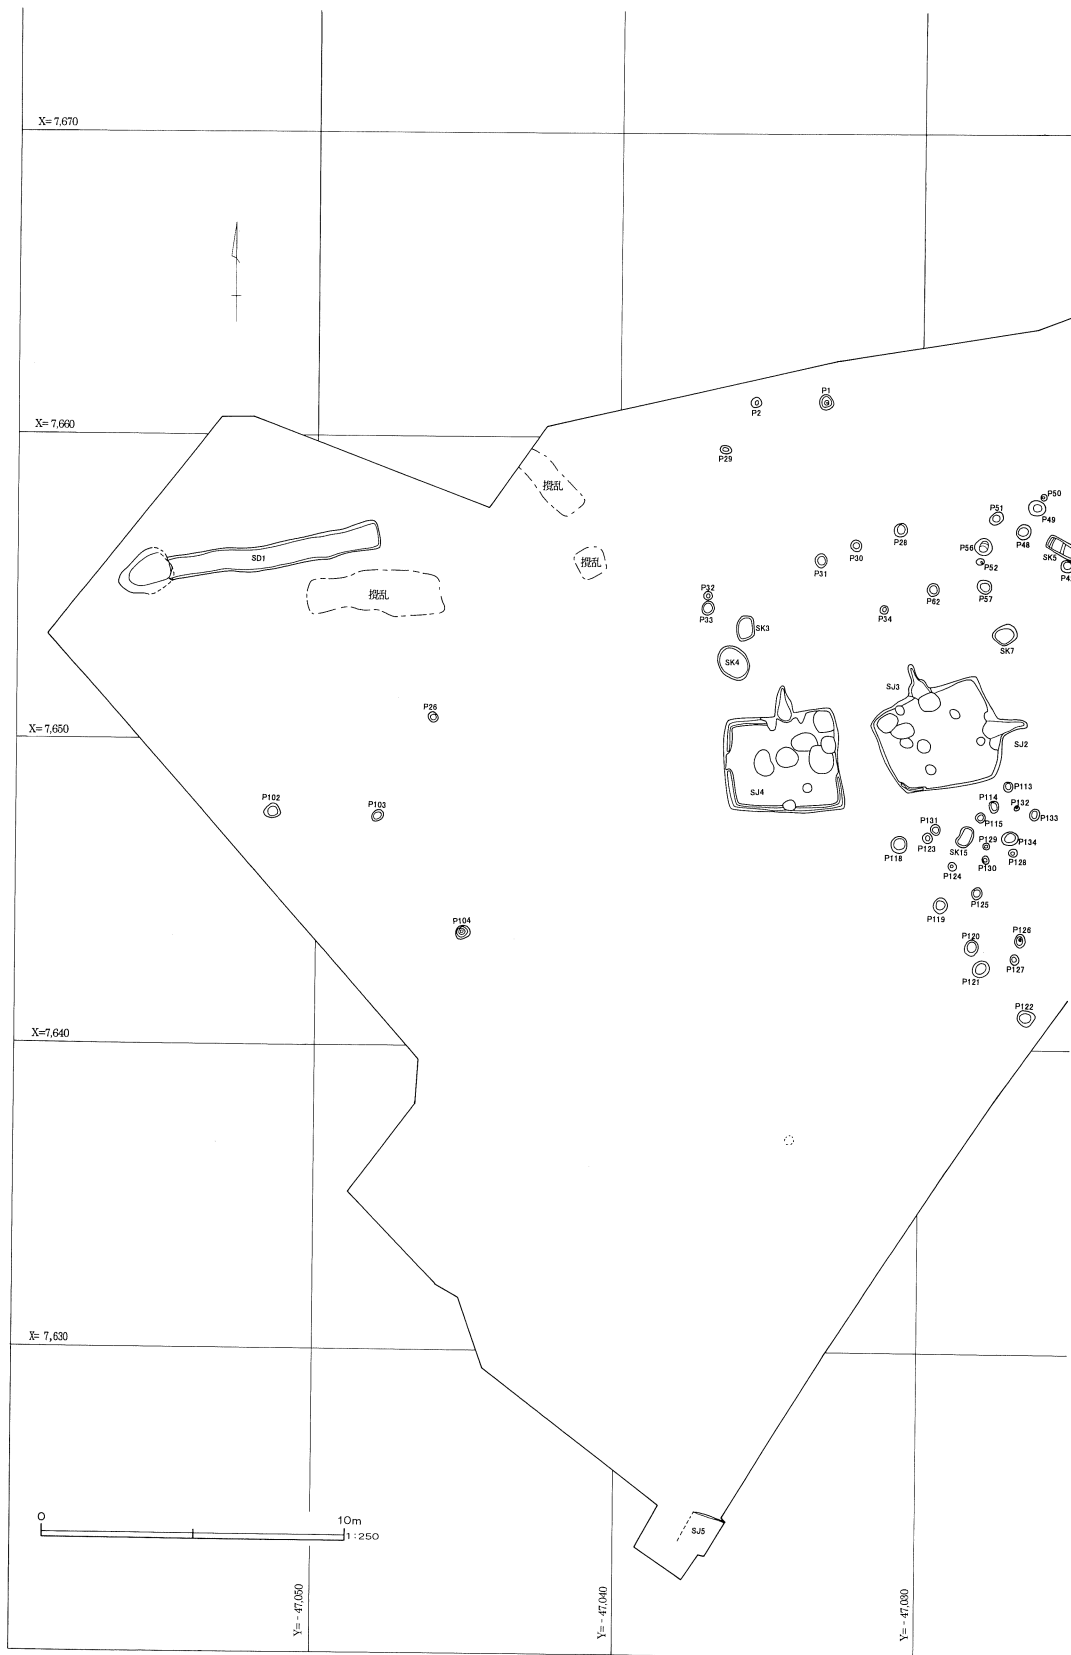 X= 7,670
P1
P2
X= 7,660
P29
攪乱
P50
P51
P49
P28
P48
P56
SK5
攪乱
SD1
P30
P52
P31
P32
攪乱
P62
P57
P33
P34
SK3
SK7
SK4
SJ3
P26
X= 7,650
SJ2
SJ4
P113
P102
P103
P114
P132
P133
P115
P131
P123
P129
P134
P118
SK15
P128
P130
P124
P125
P119
P104
P126
P120
P127
P121
P122
X=7,640
X= 7,630
0
10m
1:250
SJ5
Y= - 47,050
Y= - 47,040
Y= - 47,030